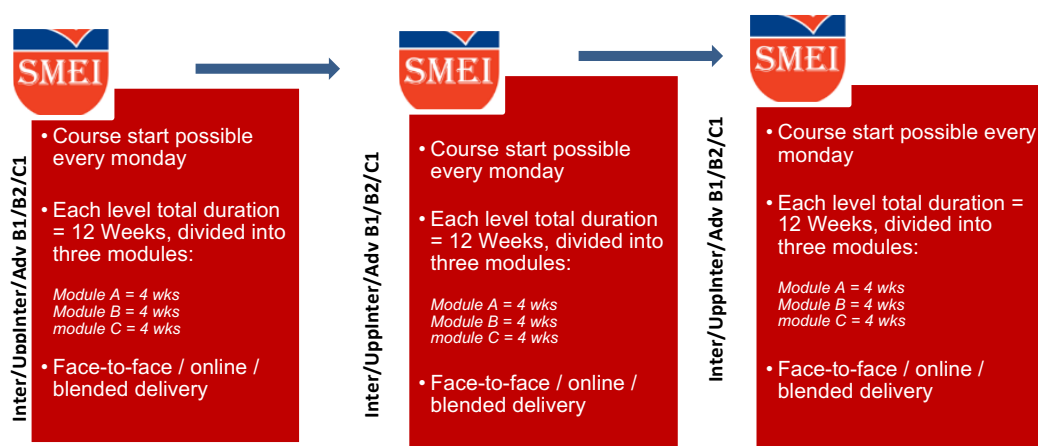 SMEI
Inter/UppInter/Adv B1/B2/C1
• Course start possible
every monday
• Each level total duration
= 12 Weeks, divided into
three modules:
Module A = 4 wks
Module B = 4 wks
module C = 4 wks
• Face-to-face / online /
blended delivery
SMEI
Inter/UppInter/Adv B1/B2/C1
• Course start possible
every monday
• Each level total duration
= 12 Weeks, divided into
three modules:
Module A = 4 wks
Module B = 4 wks
module C = 4 wks
• Face-to-face / online /
blended delivery
SMEI
Inter/UppInter/Adv B1/B2/C1
• Course start possible every
monday
• Each level total duration =
12 Weeks, divided into
three modules:
Module A = 4 wks
Module B = 4 wks
module C = 4 wks
• Face-to-face / online /
blended delivery